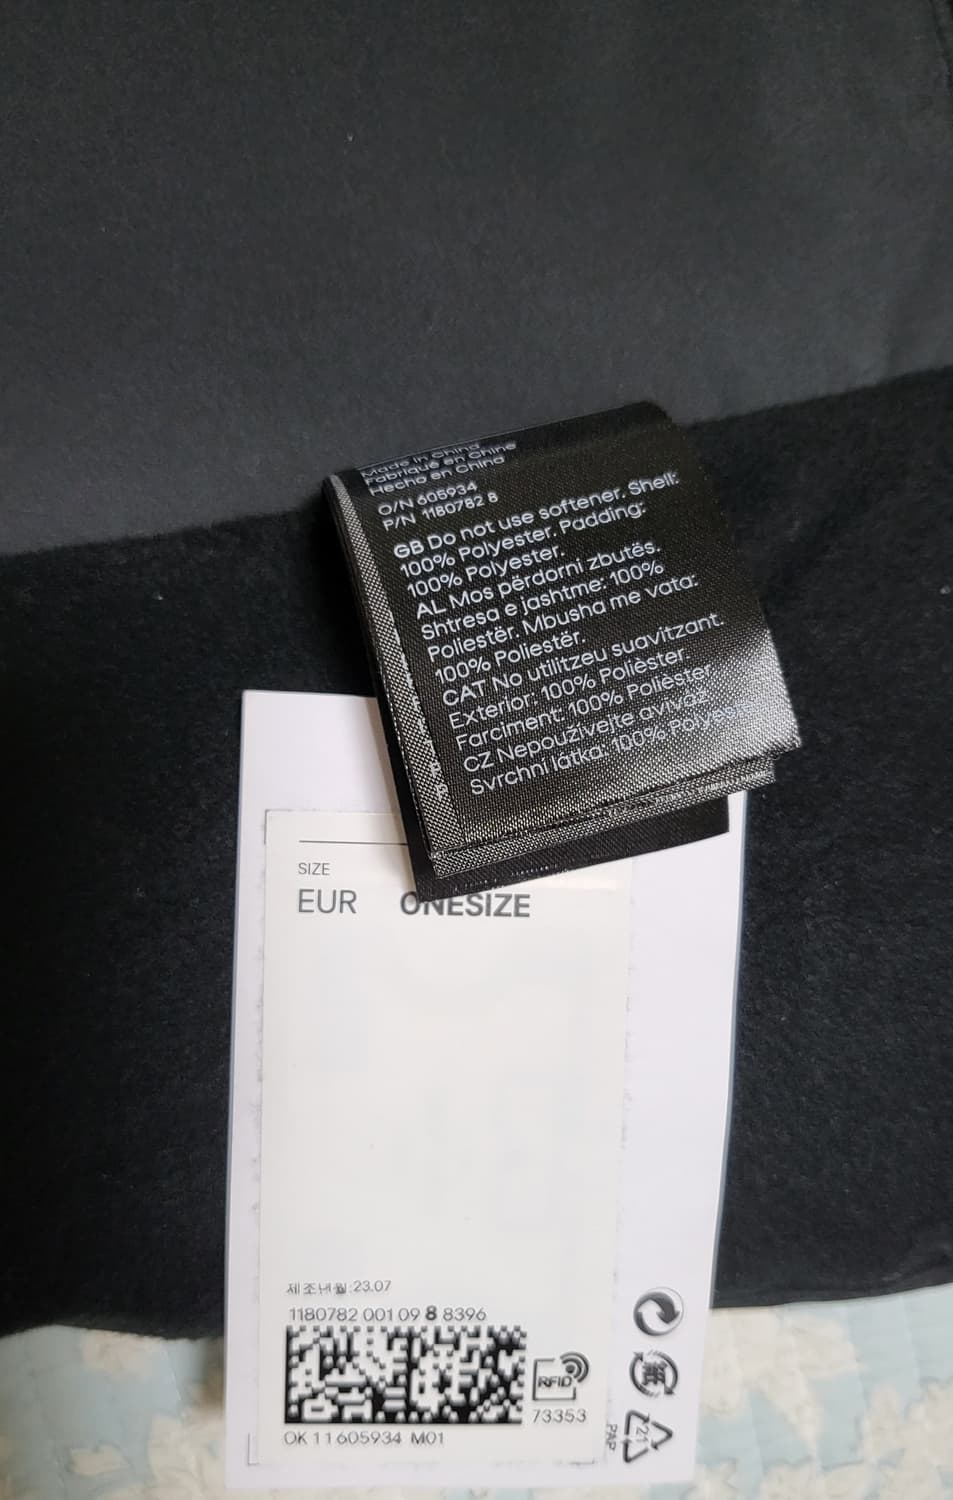 Made in China
Fabriqué en Chine
Hecho en China
O/N 605934
P/N 1180782 8
GB Do not use softener. Shell:
100% Polyester. Padding:
100% Polyester.
AL Mos përdorni zbutës.
Shtresa e jashtme: 100%
Poliestër. Mbusha me vata:
100% Poliestër.
CAT No utilitzeu suavitzant.
Exterior: 100% Polièster.
Farciment: 100% Polièster.
CZ Nepoužívejte aviváž.
Svrchní látka: 100% Polyester.
SIZE
EUR ONESIZE
제조년월:23.07
1180782 001 09 8 8396
RFID
73353
OK 11605934 M01
21
PAP